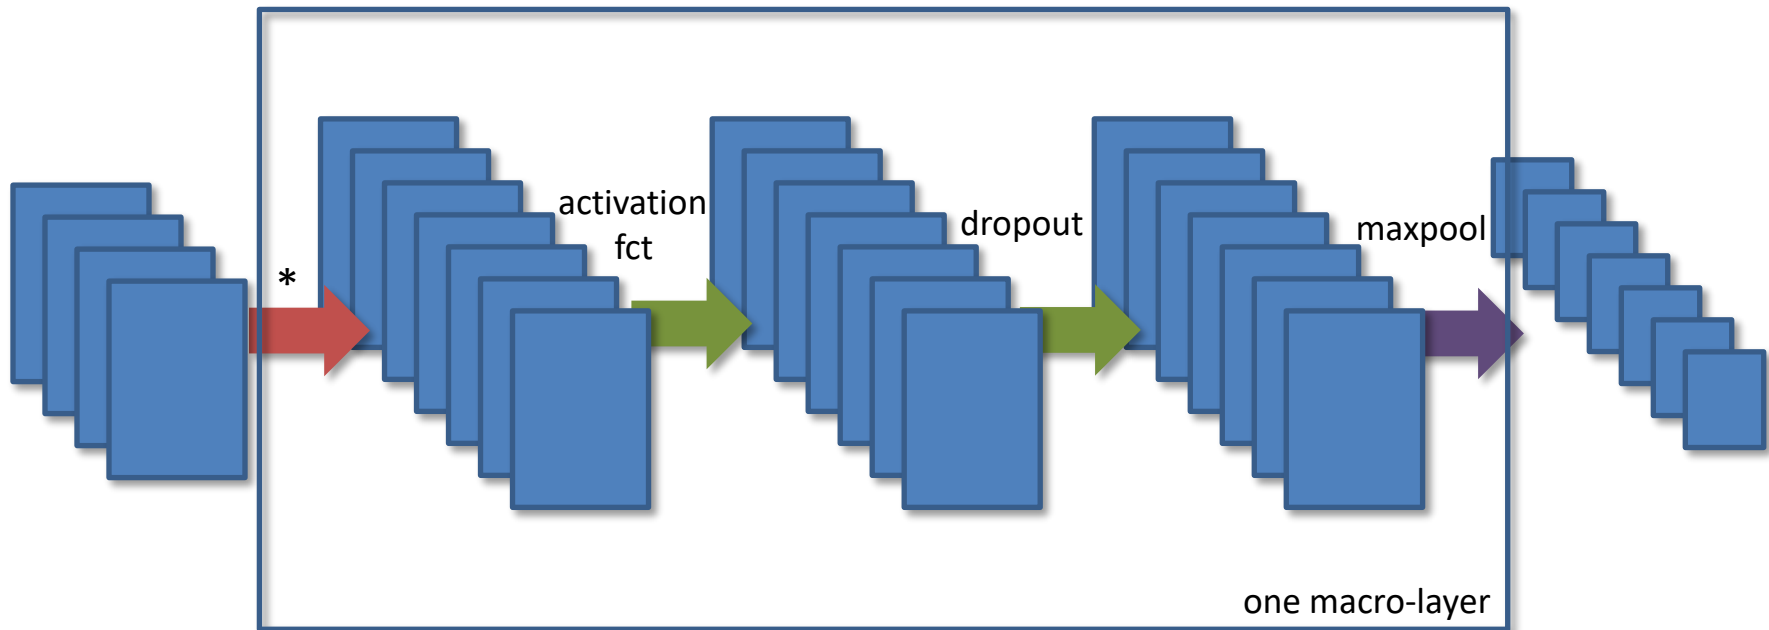 *
activation
fct
dropout
maxpool
one macro-layer